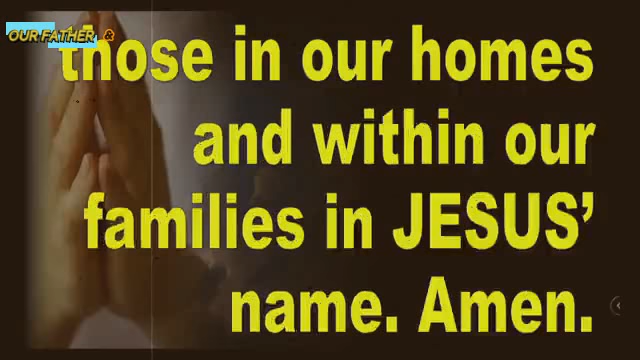 OUR FATHER &
those in our homes
and within our
families in JESUS’
name. Amen.